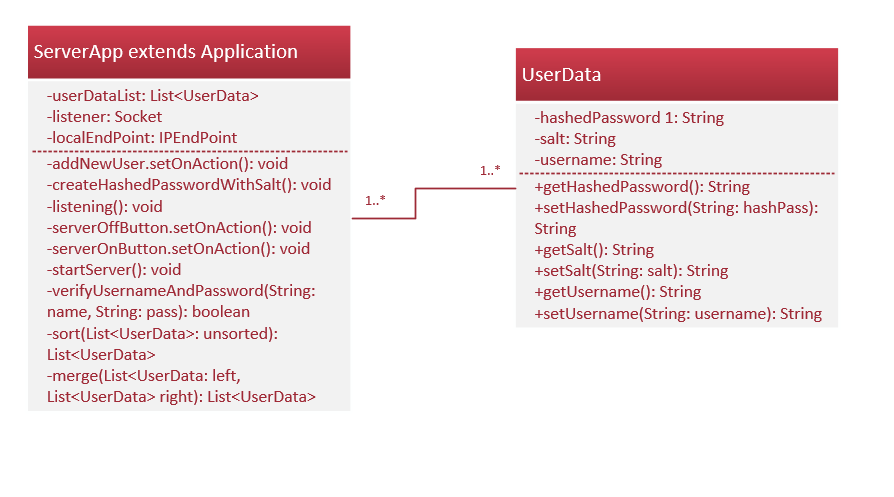 ServerApp extends Application
-userDataList: List<UserData>
-listener: Socket
-localEndPoint: IPEndPoint
-addNewUser.setOnAction(): void
-createHashedPasswordWithSalt(): void
-listening(): void
-serverOffButton.setOnAction(): void
-serverOnButton.setOnAction(): void
-startServer(): void
-verifyUsernameAndPassword(String:
name, String: pass): boolean
-sort(List<UserData>: unsorted):
List<UserData>
-merge(List<UserData: left,
List<UserData> right): List<UserData>
1..*
1..*
UserData
-hashedPassword 1: String
-salt: String
-username: String
+getHashedPassword(): String
+setHashedPassword(String: hashPass):
String
+getSalt(): String
+setSalt(String: salt): String
+getUsername(): String
+setUsername(String: username): String